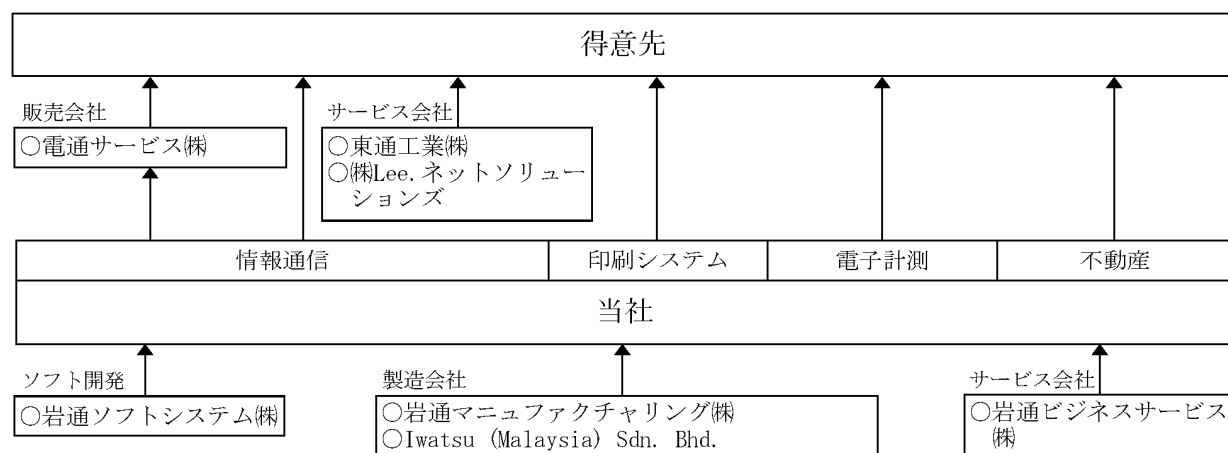 得意先
販売会社
○電通サービス㈱
サービス会社
○東通工業㈱
○㈱Lee.ネットソリュー
ションズ
情報通信
印刷システム
電子計測
不動産
当社
ソフト開発
○岩通ソフトシステム㈱
製造会社
○岩通マニュファクチャリング㈱
○Iwatsu (Malaysia) Sdn. Bhd.
サービス会社
○岩通ビジネスサービス
㈱